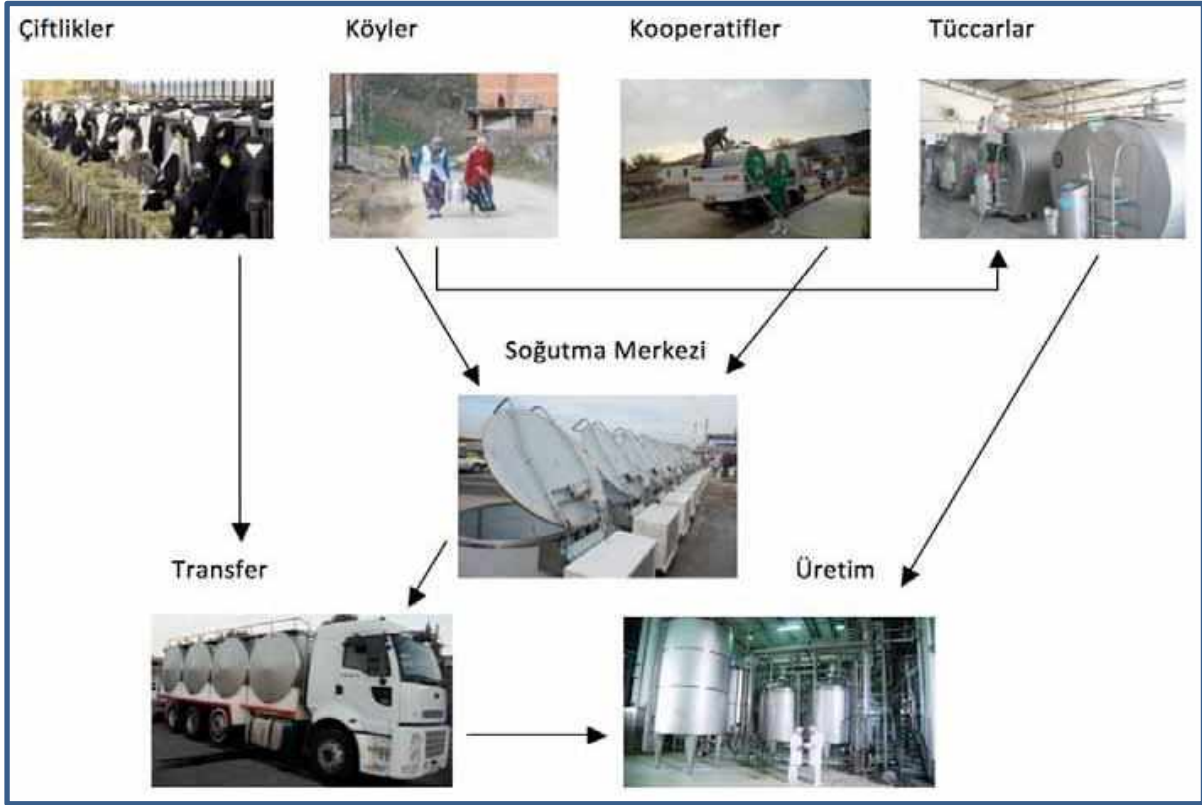 Çiftlikler
Köyler
Kooperatifler
Tüccarlar
Soğutma Merkezi
Transfer
Üretim